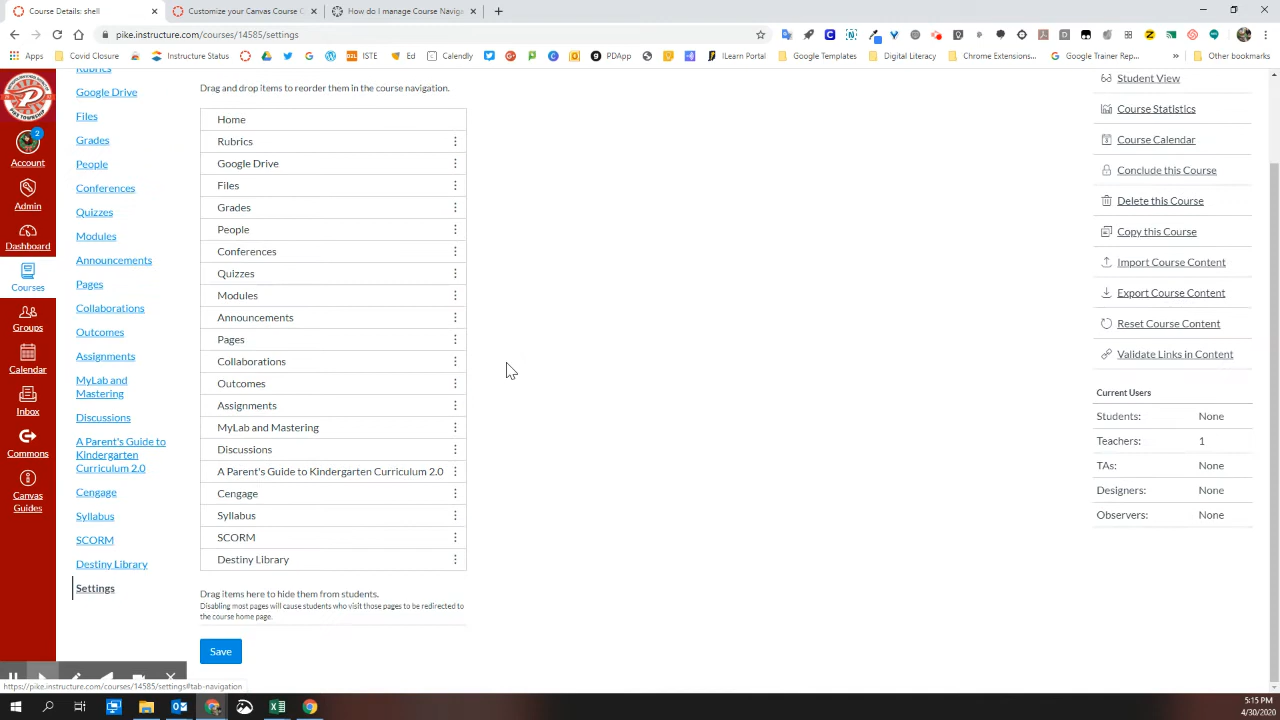 Course Details: shell
Customize your Canvas Course C
How do I manage Course Naviga
pike.instructure.com/courses/14585/settings
Apps
Covid Closure
Instructure Status
ISTE
Ed
Calendly
PDApp
ILearn Portal
Google Templates
Digital Literacy
Chrome Extensions...
Google Trainer Rep...
Other bookmarks
PIKE TOWNSHIP
2
Account
Admin
Dashboard
Courses
Groups
Calendar
Inbox
Commons
Canvas
Guides
Rubrics
Google Drive
Files
Grades
People
Conferences
Quizzes
Modules
Announcements
Pages
Collaborations
Outcomes
Assignments
MyLab and
Mastering
Discussions
A Parent's Guide to
Kindergarten
Curriculum 2.0
Cengage
Syllabus
SCORM
Destiny Library
Settings
Drag and drop items to reorder them in the course navigation.
Home
Rubrics
Google Drive
Files
Grades
People
Conferences
Quizzes
Modules
Announcements
Pages
Collaborations
Outcomes
Assignments
MyLab and Mastering
Discussions
A Parent's Guide to Kindergarten Curriculum 2.0
Cengage
Syllabus
SCORM
Destiny Library
Drag items here to hide them from students.
Disabling most pages will cause students who visit those pages to be redirected to
the course home page.
Save
Student View
Course Statistics
Course Calendar
Conclude this Course
Delete this Course
Copy this Course
Import Course Content
Export Course Content
Reset Course Content
Validate Links in Content
Current Users
Students: None
Teachers: 1
TAs: None
Designers: None
Observers: None
https://pike.instructure.com/courses/14585/settings#tab-navigation
5:15 PM
4/30/2020